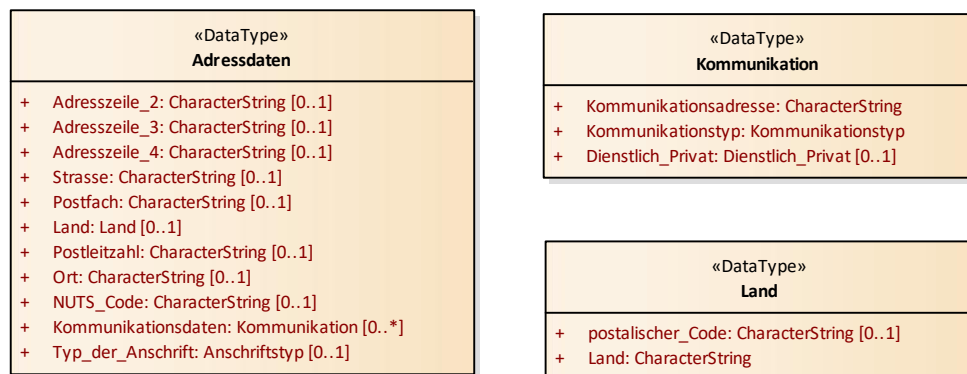 «DataType»
Adressdaten
+ Adresszeile_2: CharacterString [0..1]
+ Adresszeile_3: CharacterString [0..1]
+ Adresszeile_4: CharacterString [0..1]
+ Strasse: CharacterString [0..1]
+ Postfach: CharacterString [0..1]
+ Land: Land [0..1]
+ Postleitzahl: CharacterString [0..1]
+ Ort: CharacterString [0..1]
+ NUTS_Code: CharacterString [0..1]
+ Kommunikationsdaten: Kommunikation [0..*]
+ Typ_der_Anschrift: Anschriftstyp [0..1]
«DataType»
Kommunikation
+ Kommunikationsadresse: CharacterString
+ Kommunikationstyp: Kommunikationstyp
+ Dienstlich_Privat: Dienstlich_Privat [0..1]
«DataType»
Land
+ postalischer_Code: CharacterString [0..1]
+ Land: CharacterString